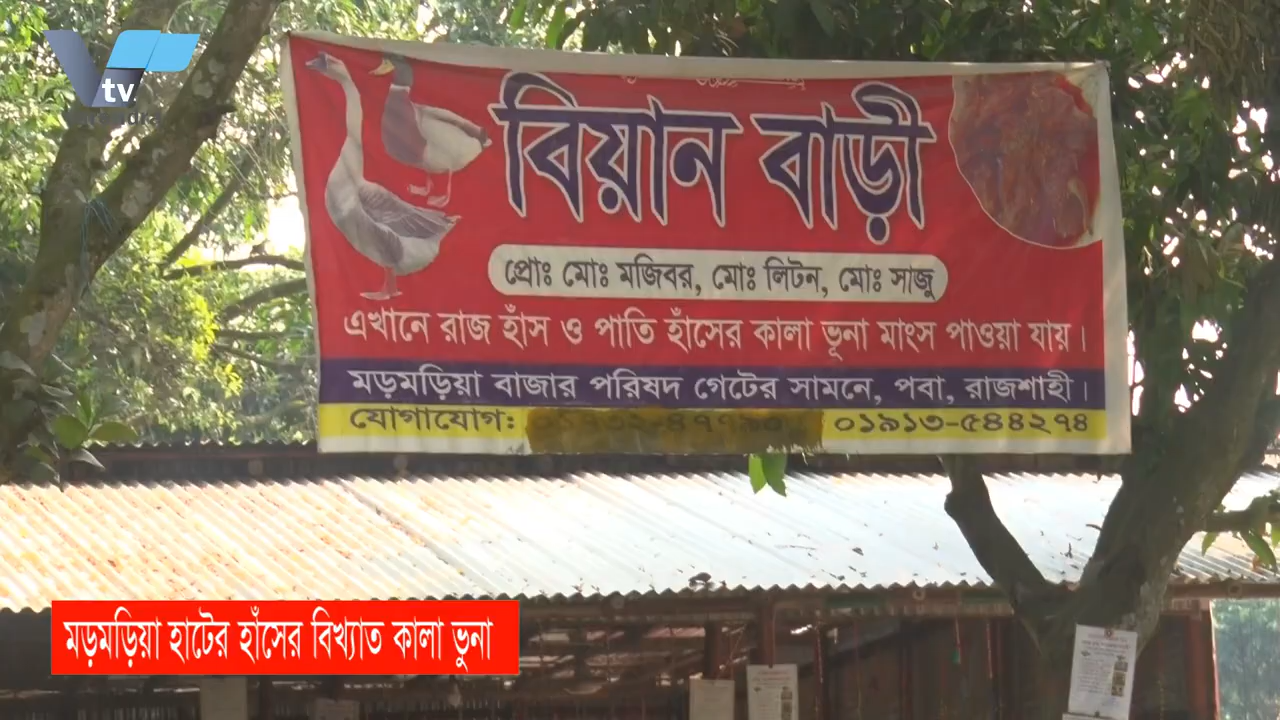 tv
বিয়ান বাড়ী
প্রোঃ মোঃ মজিবর, মোঃ লিটন, মোঃ সাজু
এখানে রাজ হাঁস ও পাতি হাঁসের কালা ভূনা মাংস পাওয়া যায়।
মড়মড়িয়া বাজার পরিষদ গেটের সামনে, পবা, রাজশাহী।
যোগাযোগ: ০১৯১৩-৫৪৪২৭৪
মড়মড়িয়া হাটের হাঁসের বিখ্যাত কালা ভুনা